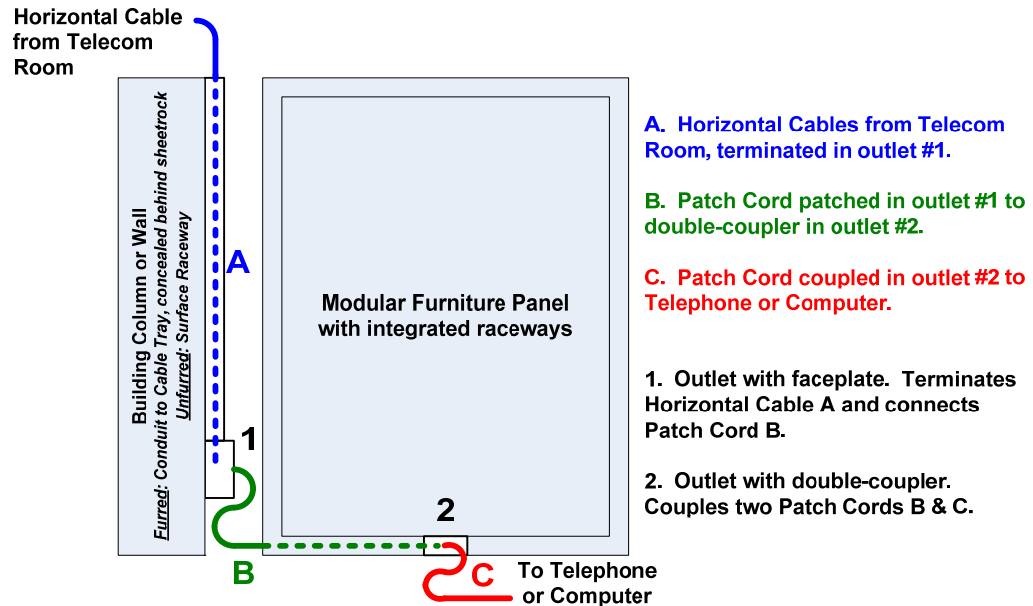 Horizontal Cable
from Telecom
Room
Building Column or Wall
Furred: Conduit to Cable Tray, concealed behind sheetrock
Unfurred: Surface Raceway
A
1
B
Modular Furniture Panel
with integrated raceways
2
C
To Telephone
or Computer
A. Horizontal Cables from Telecom
Room, terminated in outlet #1.
B. Patch Cord patched in outlet #1 to
double-coupler in outlet #2.
C. Patch Cord coupled in outlet #2 to
Telephone or Computer.
1. Outlet with faceplate. Terminates
Horizontal Cable A and connects
Patch Cord B.
2. Outlet with double-coupler.
Couples two Patch Cords B & C.